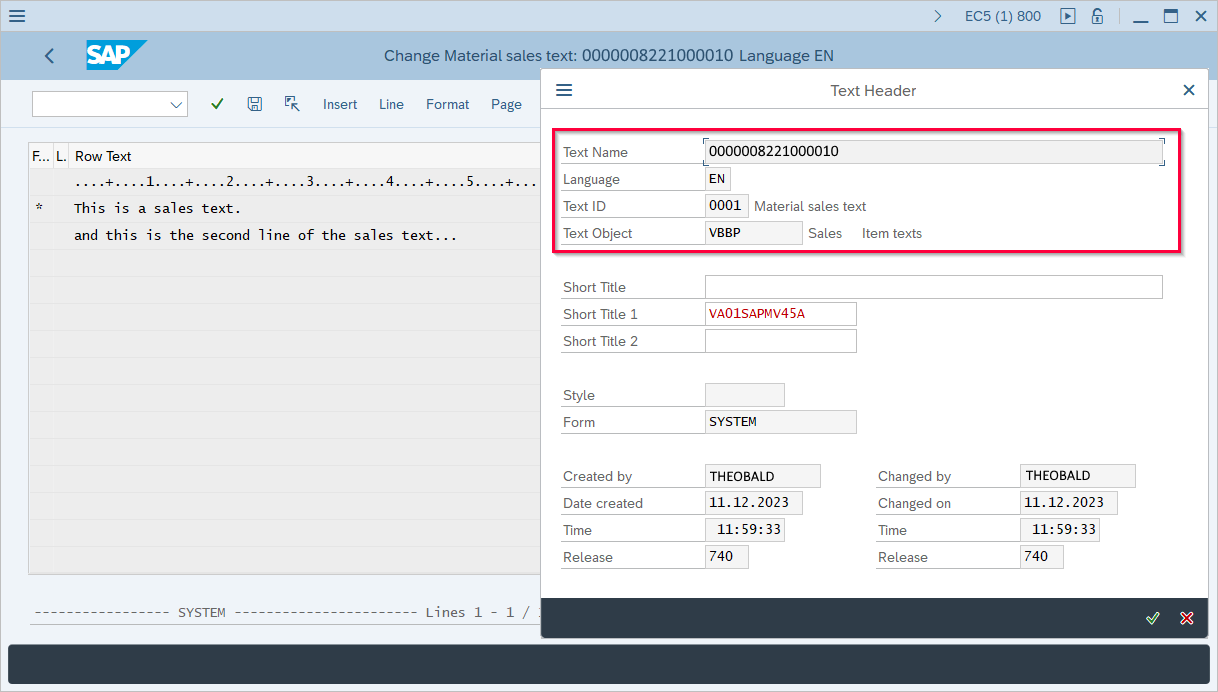 EC5 (1) 800
SAP
Change Material sales text: 0000008221000010 Language EN
Insert Line Format Page
F... L. Row Text
....+....1....+....2....+....3....+....4....+....5....+...
* This is a sales text.
and this is the second line of the sales text...
---------------- SYSTEM ----------------------- Lines 1 - 1 /
Text Header
Text Name 0000008221000010
Language EN
Text ID 0001 Material sales text
Text Object VBBP Sales Item texts
Short Title
Short Title 1 VA01SAPMV45A
Short Title 2
Style
Form SYSTEM
Created by THEOBALD Changed by THEOBALD
Date created 11.12.2023 Changed on 11.12.2023
Time 11:59:33 Time 11:59:33
Release 740 Release 740